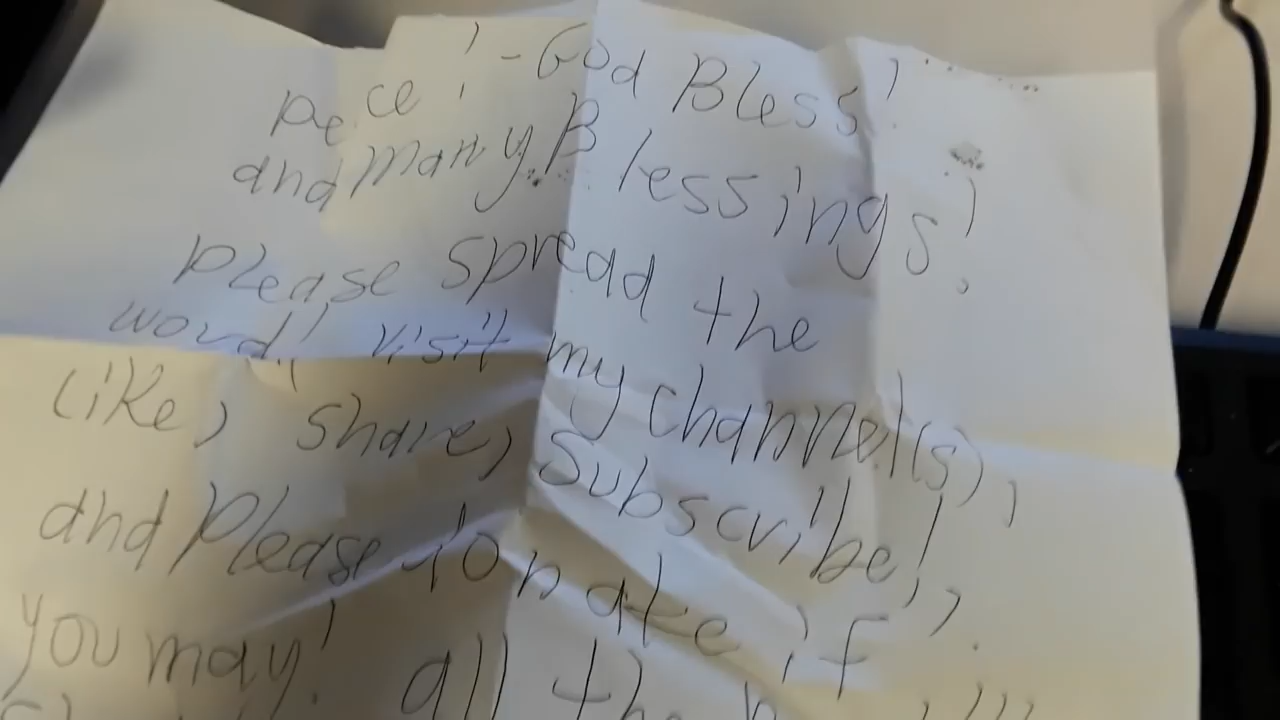 Pece! - God Bless!
and many Blessings!
Please spread the
word! visit my channel(s),
like, share, Subscribe!,
and Please donate if
you may! all the